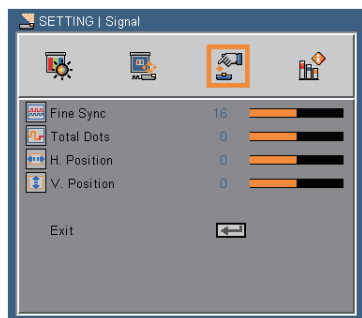 SETTING | Signal
Fine Sync 16
Total Dots 0
H. Position 0
V. Position 0
Exit